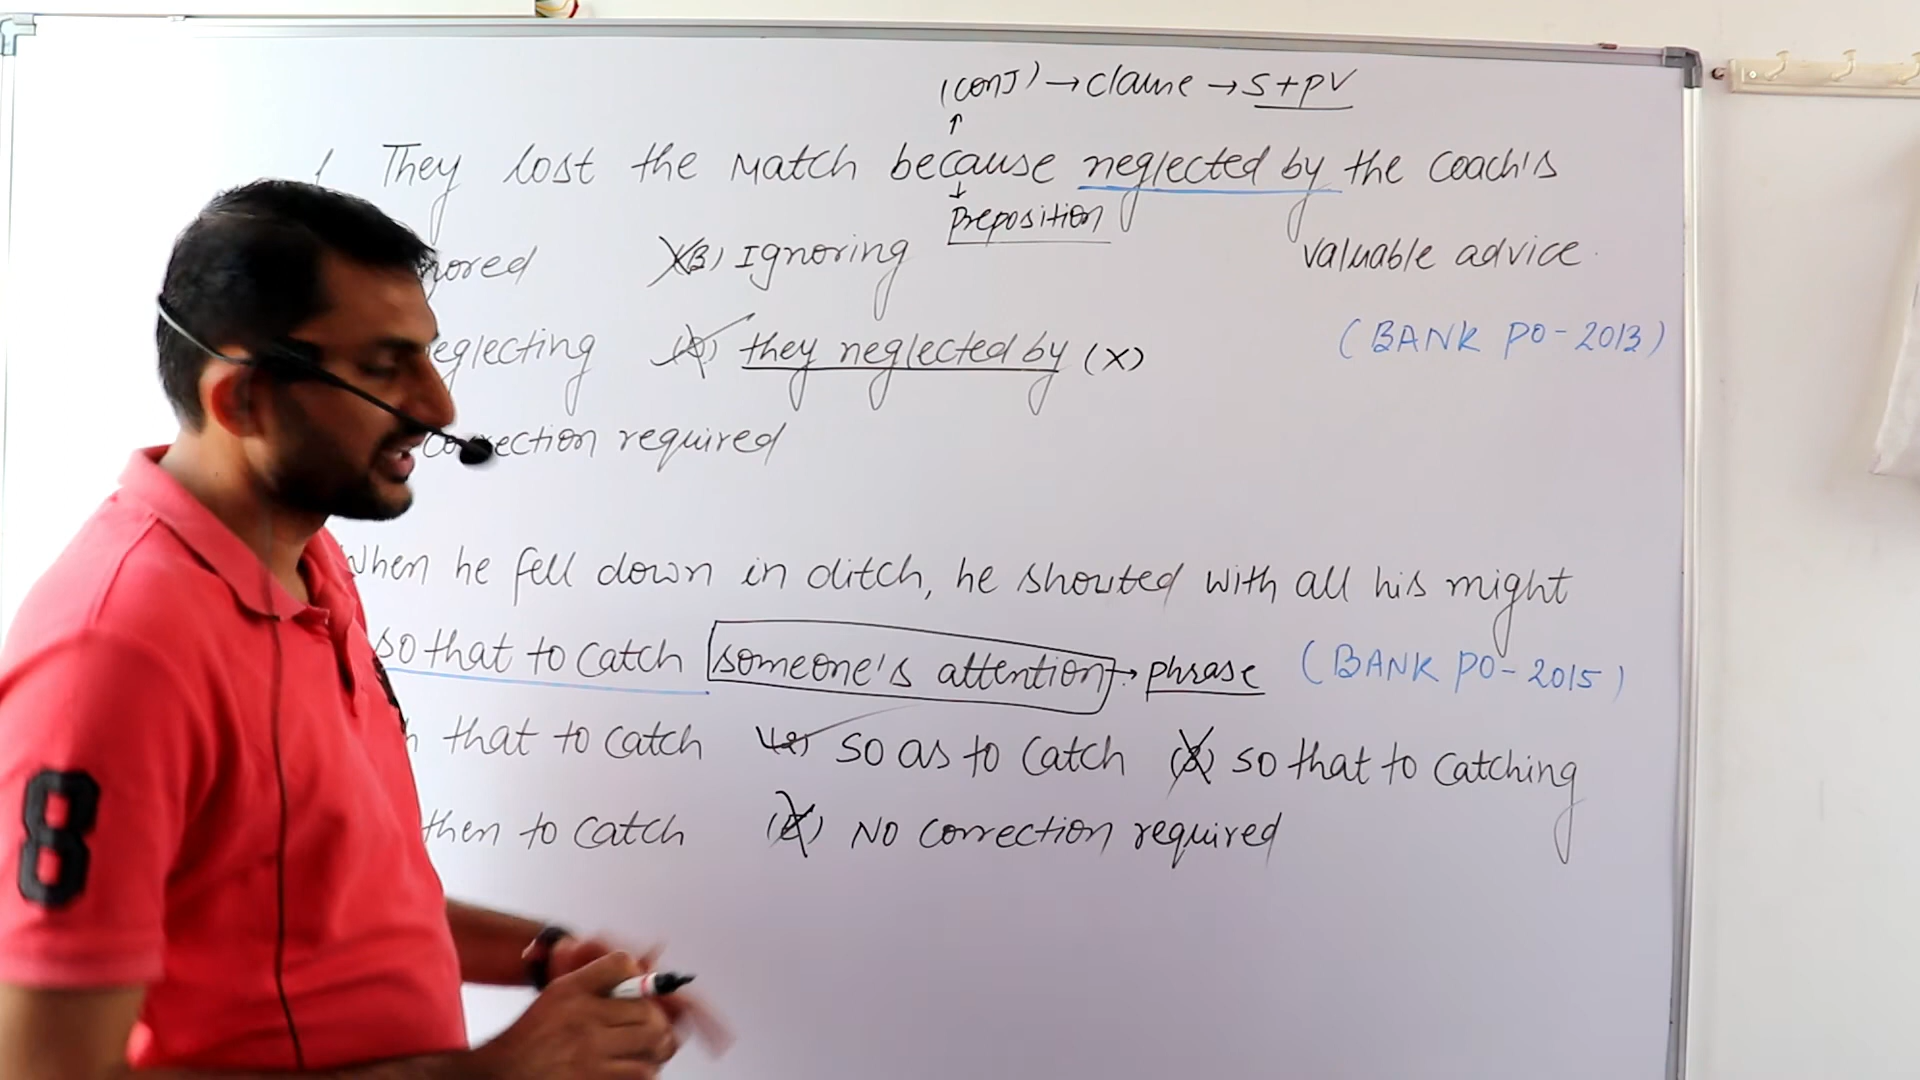 (conJ) → clause → S + PV
1. They lost the Match because neglected by the coach's
Preposition
valuable advice.
nored (B) Ignoring
eglecting (D) they neglected by (X)
(BANK PO - 2013)
correction required
When he fell down in ditch, he shouted with all his might
so that to catch someone's attention. → phrase (BANK PO - 2015)
that to catch (B) so as to catch (C) so that to catching
then to catch (E) No correction required
8